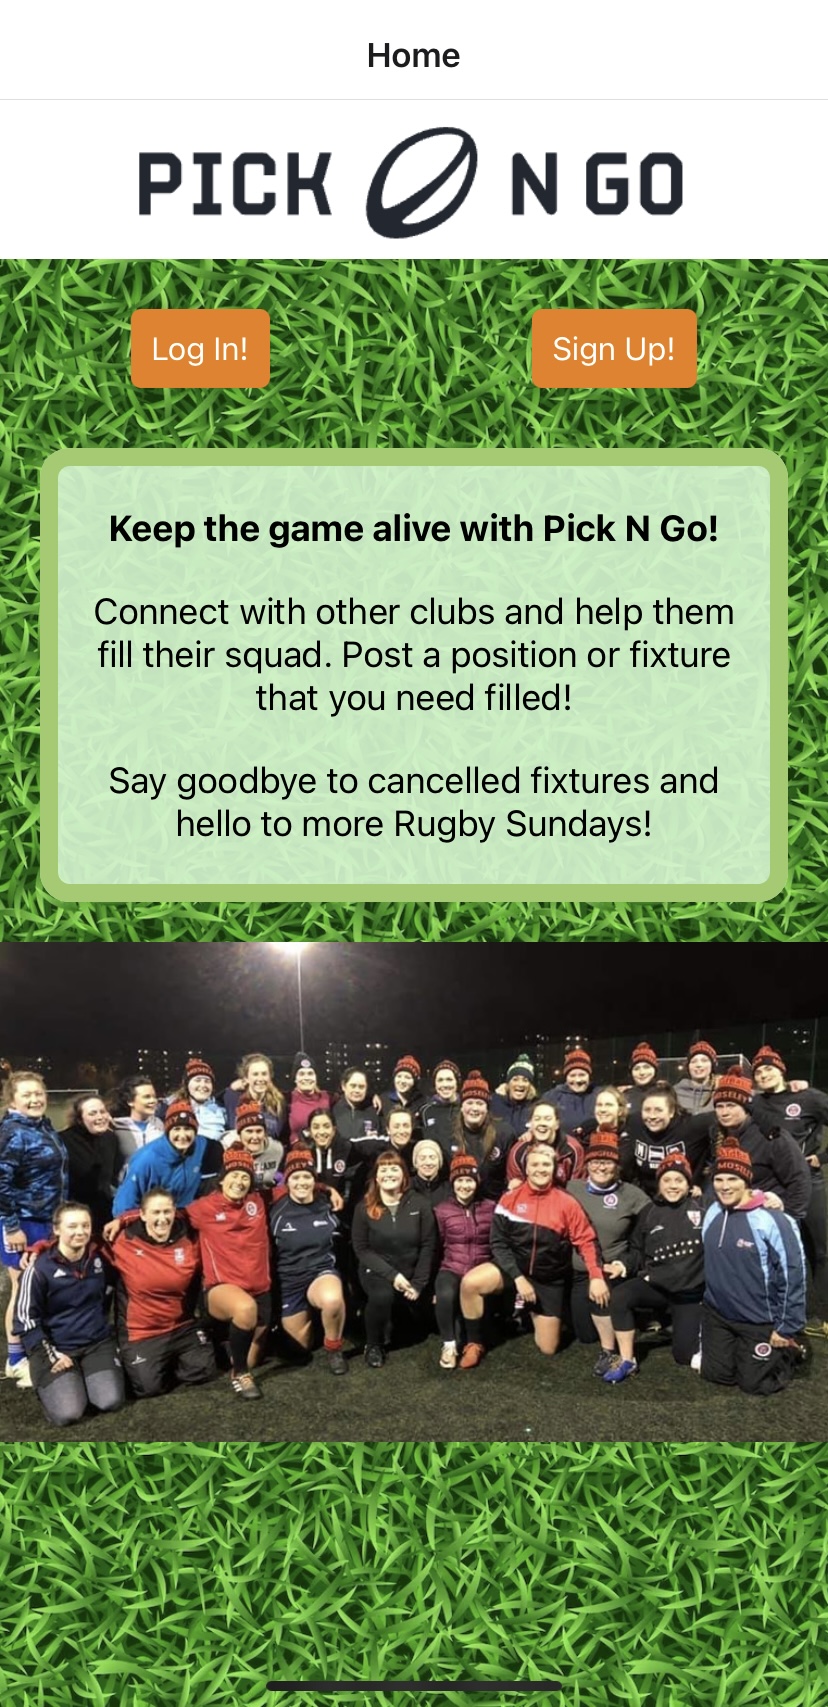 Home
PICK N GO
Log In!
Sign Up!
Keep the game alive with Pick N Go!
Connect with other clubs and help them
fill their squad. Post a position or fixture
that you need filled!
Say goodbye to cancelled fixtures and
hello to more Rugby Sundays!
MOSELEY